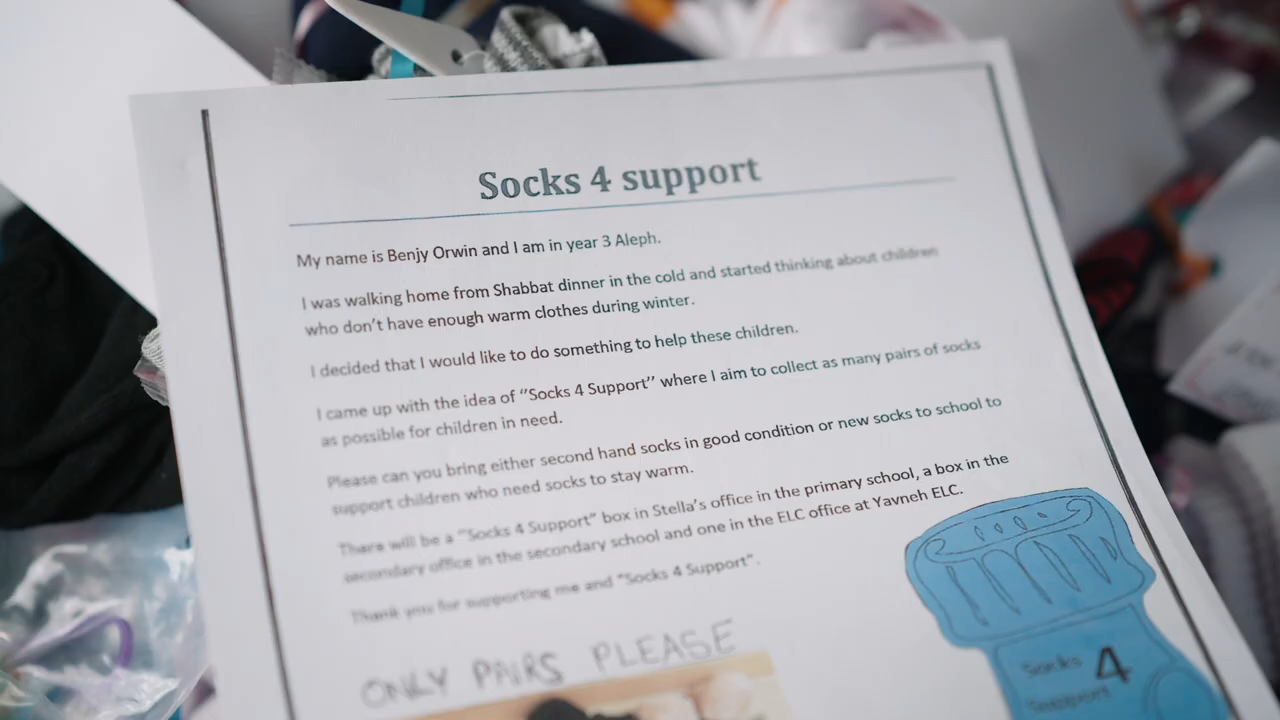 Socks 4 support
My name is Benjy Orwin and I am in year 3 Aleph.
I was walking home from Shabbat dinner in the cold and started thinking about children
who don't have enough warm clothes during winter.
I decided that I would like to do something to help these children.
I came up with the idea of "Socks 4 Support" where I aim to collect as many pairs of socks
as possible for children in need.
Please can you bring either second hand socks in good condition or new socks to school to
support children who need socks to stay warm.
There will be a "Socks 4 Support" box in Stella's office in the primary school, a box in the
secondary office in the secondary school and one in the ELC office at Yavneh ELC.
Thank you for supporting me and "Socks 4 Support".
ONLY PAIRS PLEASE
Socks 4
Support